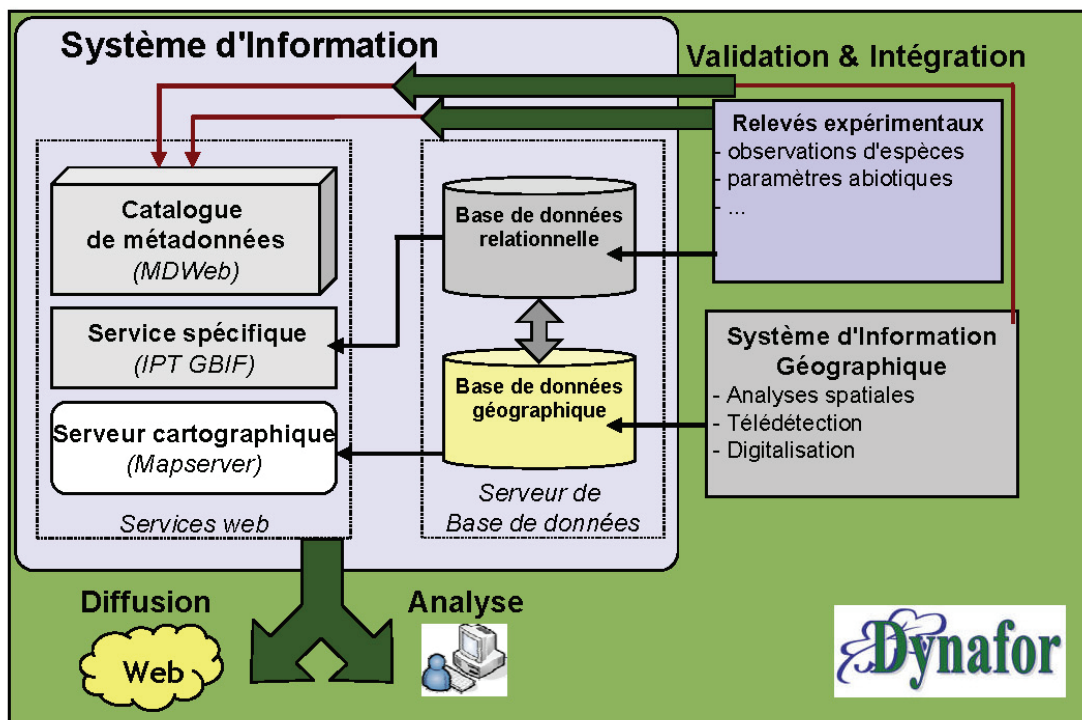 Système d'Information
Validation & Intégration
Relevés expérimentaux
- observations d'espèces
- paramètres abiotiques
- ...
Catalogue
de métadonnées
(MDWeb)
Base de données
relationnelle
Service spécifique
(IPT GBIF)
Système d'Information
Géographique
- Analyses spatiales
- Télédétection
- Digitalisation
Base de données
géographique
Serveur cartographique
(Mapserver)
Services web
Serveur de
Base de données
Diffusion
Web
Analyse
Dynafor